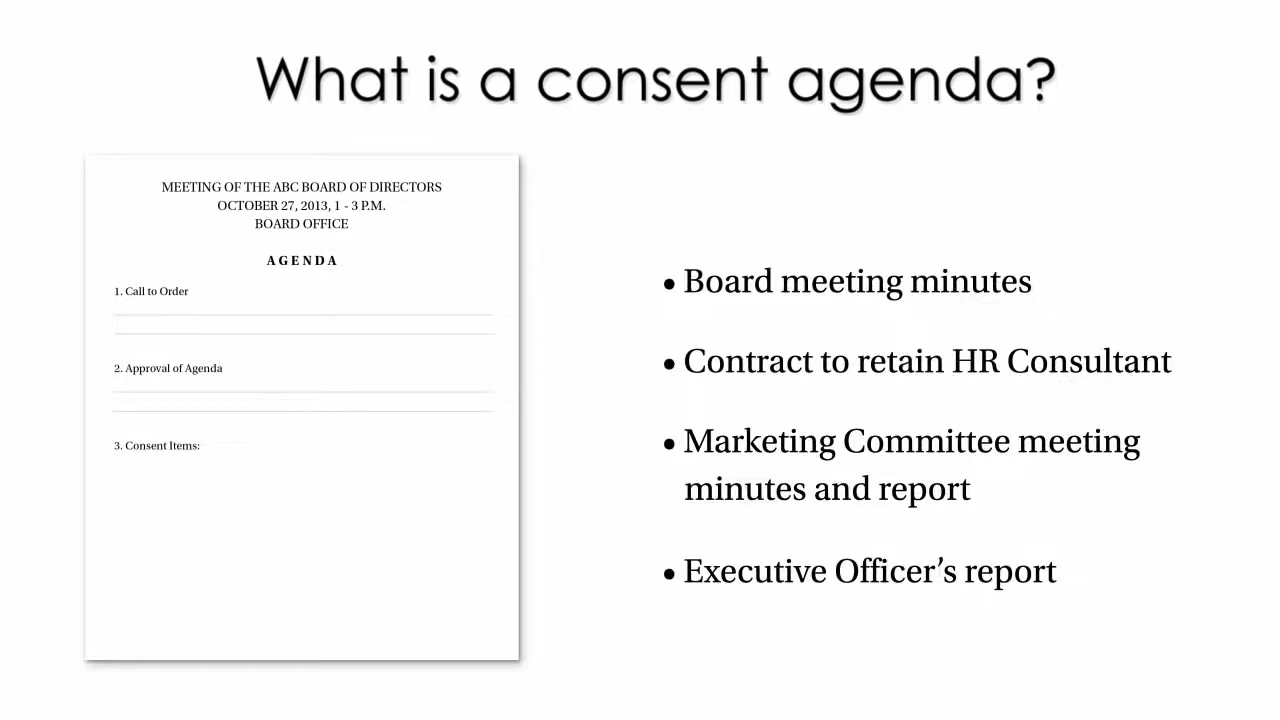 What is a consent agenda?
MEETING OF THE ABC BOARD OF DIRECTORS
OCTOBER 27, 2013, 1 - 3 P.M.
BOARD OFFICE
AGENDA
1. Call to Order
2. Approval of Agenda
3. Consent Items:
• Board meeting minutes
• Contract to retain HR Consultant
• Marketing Committee meeting
minutes and report
• Executive Officer’s report